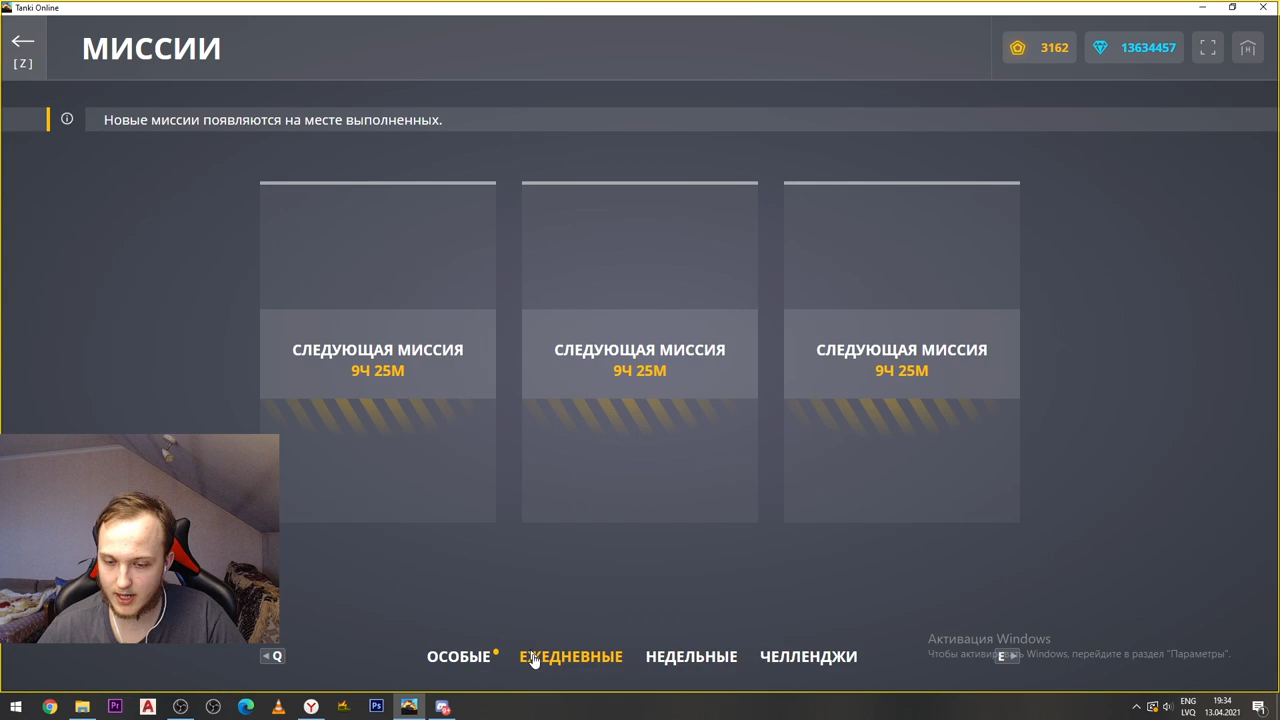 Tanki Online
[Z]
МИССИИ
3162
13634457
Новые миссии появляются на месте выполненных.
СЛЕДУЮЩАЯ МИССИЯ
9Ч 25М
СЛЕДУЮЩАЯ МИССИЯ
9Ч 25М
СЛЕДУЮЩАЯ МИССИЯ
9Ч 25М
Q
ОСОБЫЕ
ЕЖЕДНЕВНЫЕ
НЕДЕЛЬНЫЕ
ЧЕЛЛЕНДЖИ
E
Активация Windows
Чтобы активировать Windows, перейдите в раздел "Параметры".
Pr
A
Y
Ps
ENG
LVQ
19:34
13.04.2021